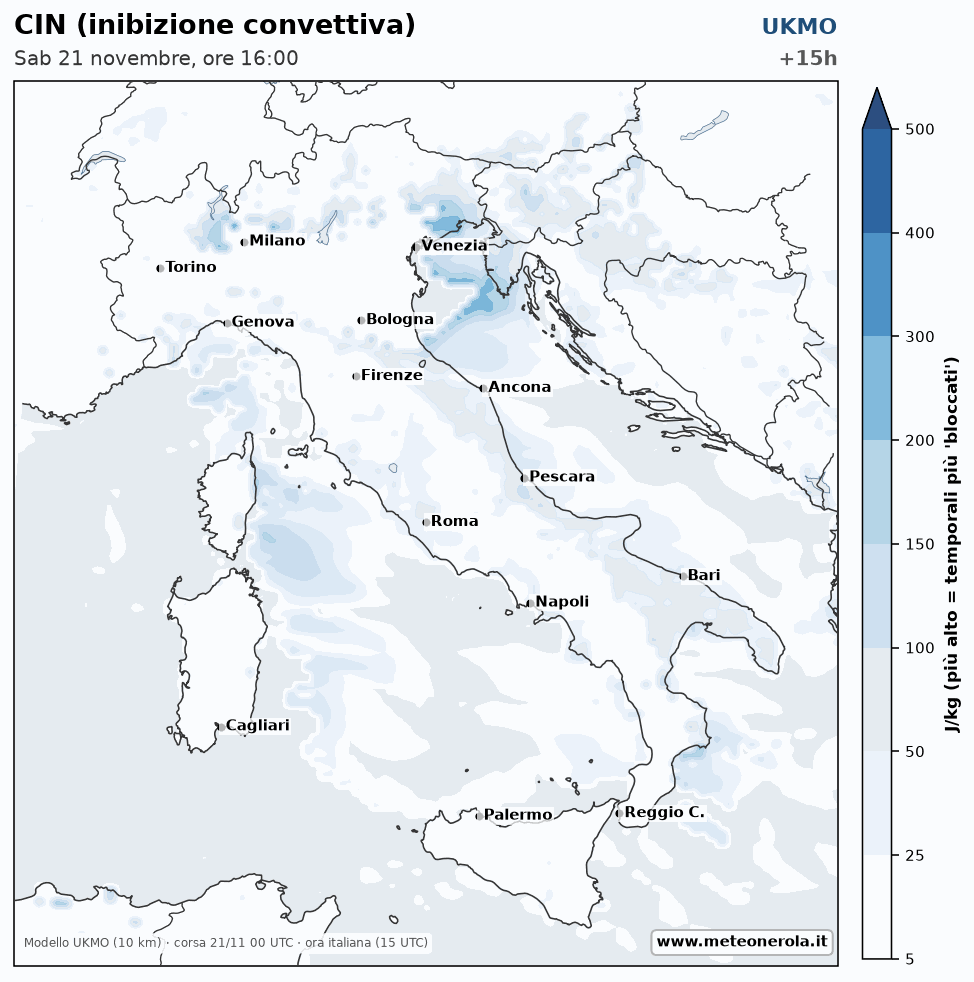 CIN (inibizione convettiva)
UKMO
Sab 21 novembre, ore 16:00
+15h
500
400
300
200
150
100
50
25
5
J/kg (più alto = temporali più 'bloccati')
Milano
Venezia
Torino
Genova
Bologna
Firenze
Ancona
Pescara
Roma
Bari
Napoli
Cagliari
Palermo
Reggio C.
Modello UKMO (10 km) · corsa 21/11 00 UTC · ora italiana (15 UTC)
www.meteonerola.it